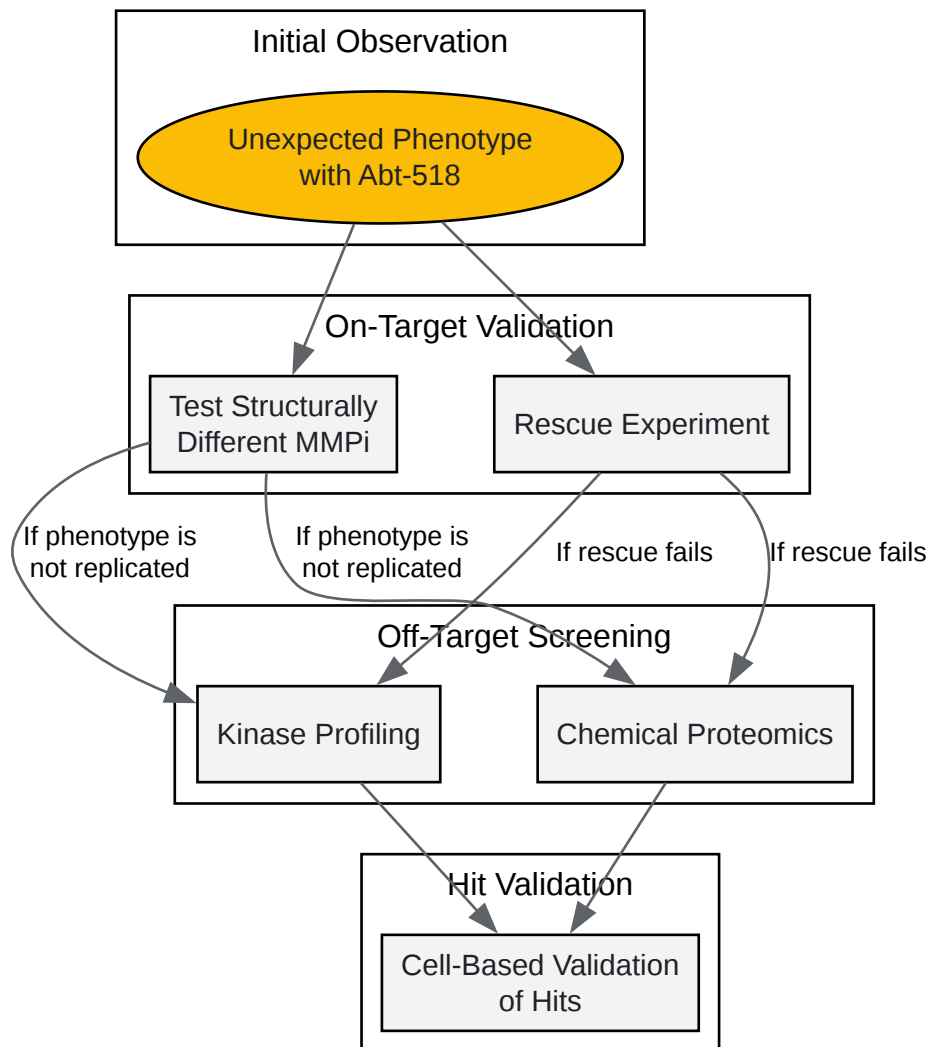 Initial Observation
Unexpected Phenotype
with Abt-518
On-Target Validation
Test Structurally
Different MMPi
Rescue Experiment
If phenotype is
not replicated
If phenotype is
not replicated
If rescue fails
If rescue fails
Off-Target Screening
Kinase Profiling
Chemical Proteomics
Hit Validation
Cell-Based Validation
of Hits